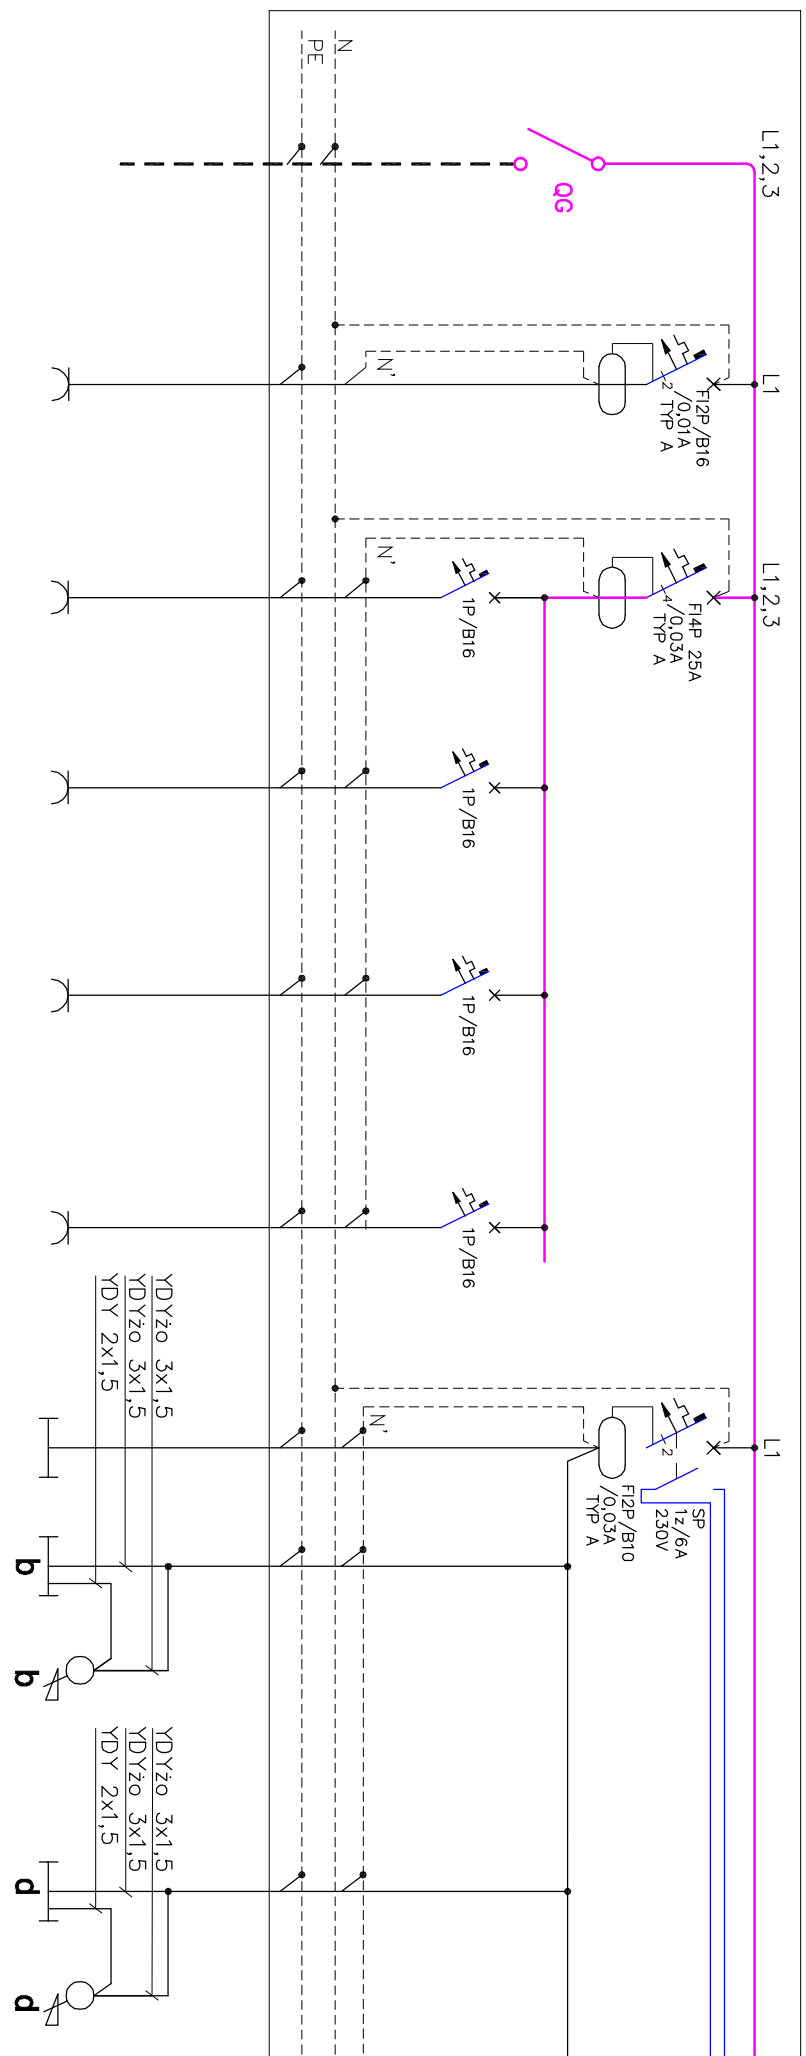 N
PE
L1,2,3
QG
L1
FI2P/B16
/0,01A
TYP A
2
N'
L1,2,3
FI4P 25A
/0,03A
TYP A
4
N'
1P/B16
1P/B16
1P/B16
1P/B16
L1
2
N'
SP
1z/6A
230V
FI2P/B10
/0,03A
TYP A
YDYżo 3x1,5
YDYżo 3x1,5
YDY 2x1,5
b
b
YDYżo 3x1,5
YDYżo 3x1,5
YDY 2x1,5
d
d